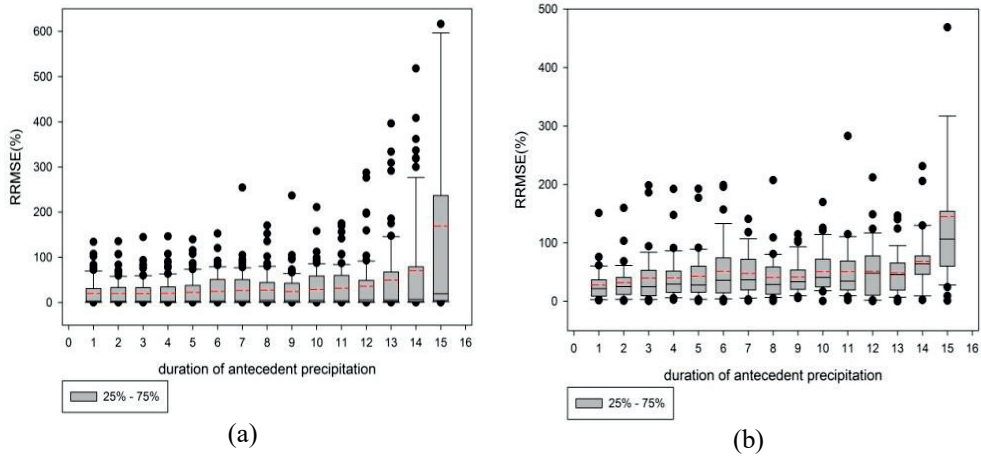 600
500
400
300
200
100
0
RRMSE(%)
0 1 2 3 4 5 6 7 8 9 10 11 12 13 14 15 16
duration of antecedent precipitation
25% - 75%
(a)
500
400
300
200
100
0
RRMSE(%)
0 1 2 3 4 5 6 7 8 9 10 11 12 13 14 15 16
duration of antecedent precipitation
25% - 75%
(b)